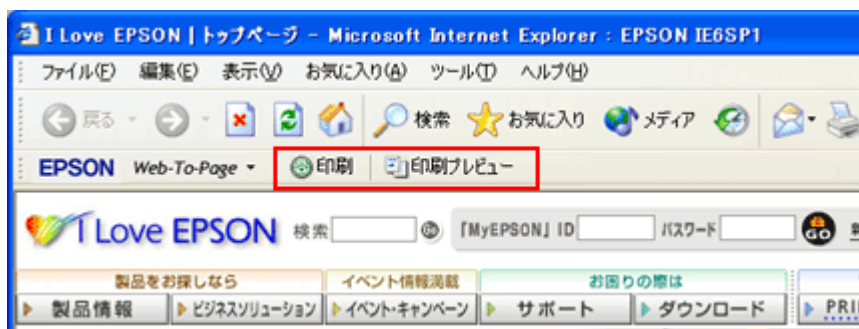 I Love EPSON | トップページ - Microsoft Internet Explorer : EPSON IE6SP1
ファイル(F) 編集(E) 表示(V) お気に入り(A) ツール(T) ヘルプ(H)
戻る 検索 お気に入り メディア
EPSON Web-To-Page 印刷 印刷プレビュー
I Love EPSON 検索 GO 「MyEPSON」 ID パスワード GO
製品をお探しなら イベント情報満載 お困りの際は
製品情報 ビジネスソリューション イベント・キャンペーン サポート ダウンロード PRI